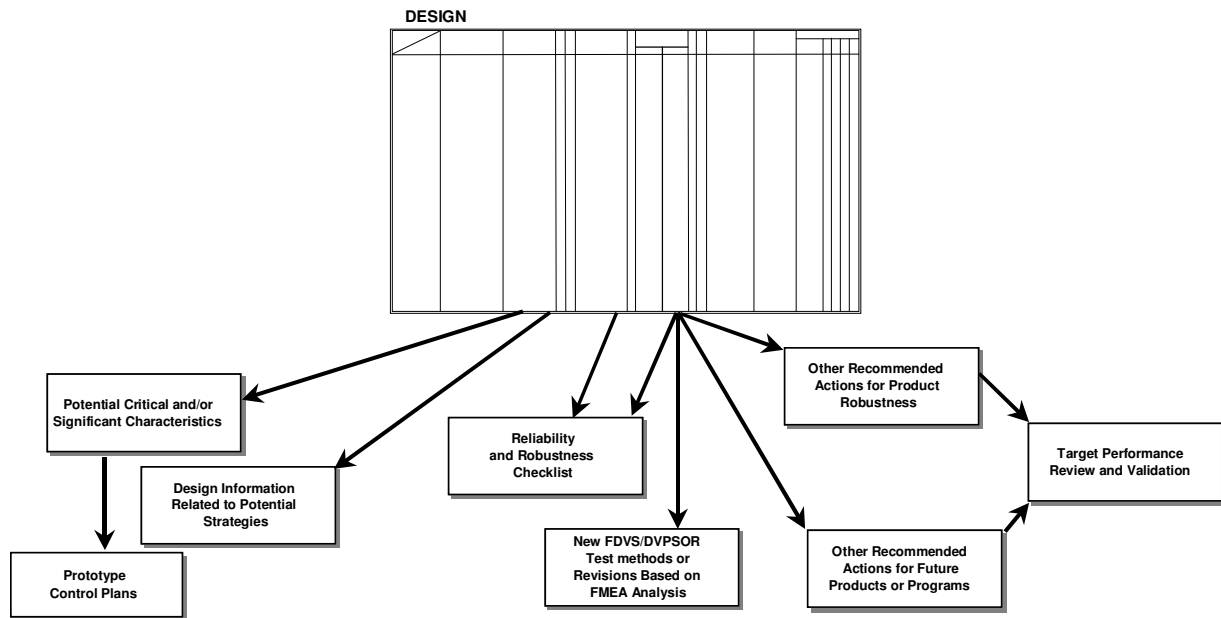 DESIGN
Potential Critical and/or
Significant Characteristics
Design Information
Related to Potential
Strategies
Prototype
Control Plans
Reliability
and Robustness
Checklist
New FDVS/DVPSOR
Test methods or
Revisions Based on
FMEA Analysis
Other Recommended
Actions for Product
Robustness
Other Recommended
Actions for Future
Products or Programs
Target Performance
Review and Validation